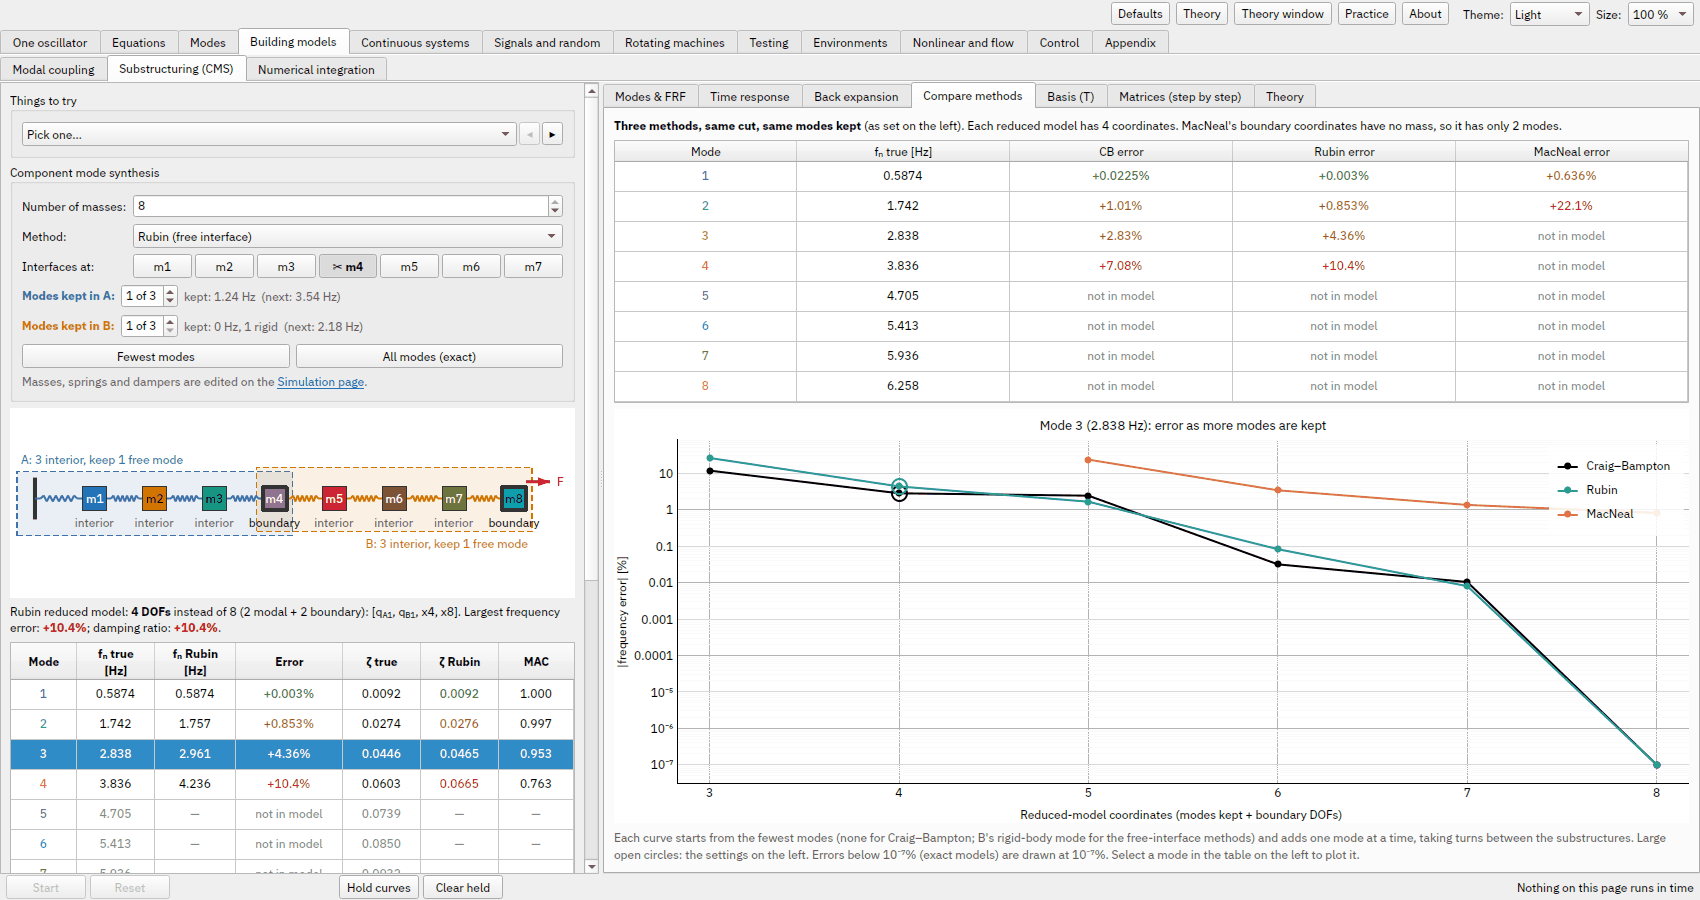 Defaults Theory Theory window Practice About Theme: Light Size: 100 %
One oscillator Equations Modes Building models Continuous systems Signals and random Rotating machines Testing Environments Nonlinear and flow Control Appendix
Modal coupling Substructuring (CMS) Numerical integration
Things to try
Pick one...
Component mode synthesis
Number of masses: 8
Method: Rubin (free interface)
Interfaces at: m1 m2 m3 ✂ m4 m5 m6 m7
Modes kept in A: 1 of 3 kept: 1.24 Hz (next: 3.54 Hz)
Modes kept in B: 1 of 3 kept: 0 Hz, 1 rigid (next: 2.18 Hz)
Fewest modes All modes (exact)
Masses, springs and dampers are edited on the Simulation page.
A: 3 interior, keep 1 free mode
m1 m2 m3 m4 m5 m6 m7 m8 F
interior interior interior boundary interior interior interior boundary
B: 3 interior, keep 1 free mode
Rubin reduced model: 4 DOFs instead of 8 (2 modal + 2 boundary): [qA1, qB1, x4, x8]. Largest frequency
error: +10.4%; damping ratio: +10.4%.
Mode fn true [Hz] fn Rubin [Hz] Error ζ true ζ Rubin MAC
1 0.5874 0.5874 +0.003% 0.0092 0.0092 1.000
2 1.742 1.757 +0.853% 0.0274 0.0276 0.997
3 2.838 2.961 +4.36% 0.0446 0.0465 0.953
4 3.836 4.236 +10.4% 0.0603 0.0665 0.763
5 4.705 — not in model 0.0739 — —
6 5.413 — not in model 0.0850 — —
Modes & FRF Time response Back expansion Compare methods Basis (T) Matrices (step by step) Theory
Three methods, same cut, same modes kept (as set on the left). Each reduced model has 4 coordinates. MacNeal's boundary coordinates have no mass, so it has only 2 modes.
Mode fn true [Hz] CB error Rubin error MacNeal error
1 0.5874 +0.0225% +0.003% +0.636%
2 1.742 +1.01% +0.853% +22.1%
3 2.838 +2.83% +4.36% not in model
4 3.836 +7.08% +10.4% not in model
5 4.705 not in model not in model not in model
6 5.413 not in model not in model not in model
7 5.936 not in model not in model not in model
8 6.258 not in model not in model not in model
Mode 3 (2.838 Hz): error as more modes are kept
|frequency error| [%]
10
1
0.1
0.01
0.001
0.0001
10⁻⁵
10⁻⁶
10⁻⁷
Craig–Bampton
Rubin
MacNeal
3 4 5 6 7 8
Reduced-model coordinates (modes kept + boundary DOFs)
Each curve starts from the fewest modes (none for Craig–Bampton; B's rigid-body mode for the free-interface methods) and adds one mode at a time, taking turns between the substructures. Large
open circles: the settings on the left. Errors below 10⁻⁷% (exact models) are drawn at 10⁻⁷%. Select a mode in the table on the left to plot it.
Start Reset Hold curves Clear held Nothing on this page runs in time